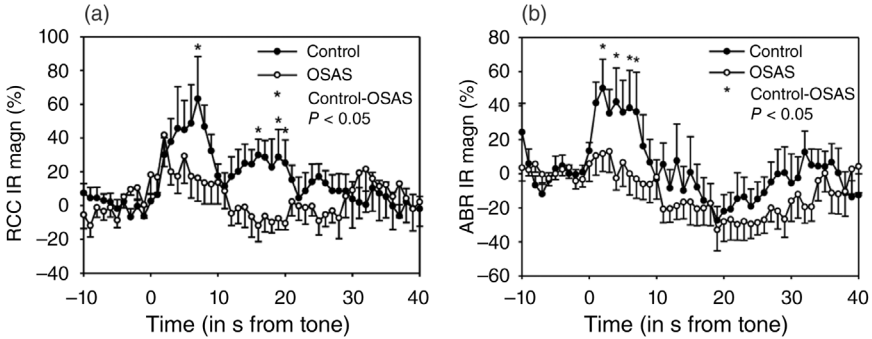 (a)
RCC IR magn (%)
100
80
60
40
20
0
−20
−40
−10
0
10
20
30
40
Time (in s from tone)
Control
OSAS
* Control-OSAS
P < 0.05
*
*
*
*
(b)
ABR IR magn (%)
80
60
40
20
0
−20
−40
−60
−10
0
10
20
30
40
Time (in s from tone)
Control
OSAS
* Control-OSAS
P < 0.05
*
*
*
*